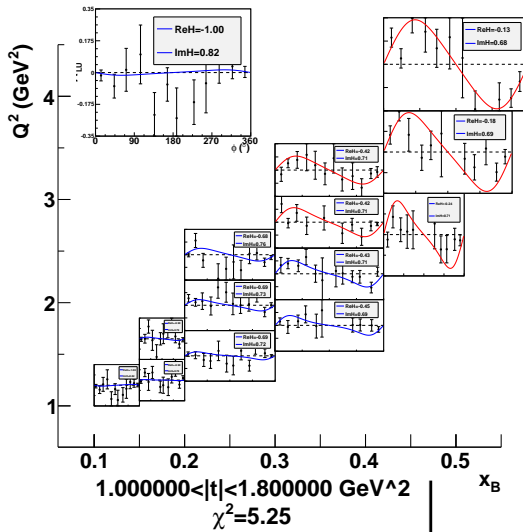 0.35
0.175
0
-0.175
-0.35
0 90 180 270 360
φ (°)
ReH=-1.00
ImH=0.82
ReH=-0.13
ImH=0.68
ReH=-0.18
ImH=0.69
ReH=-0.42
ImH=0.71
ReH=-0.42
ImH=0.71
ReH=-0.43
ImH=0.71
ReH=-0.45
ImH=0.69
ReH=-0.68
ImH=0.76
ReH=-0.69
ImH=0.73
ReH=-0.69
ImH=0.72
Q² (GeV²)
4
3
2
1
0.1 0.2 0.3 0.4 0.5
x_B
1.000000<|t|<1.800000 GeV^2
χ²=5.25